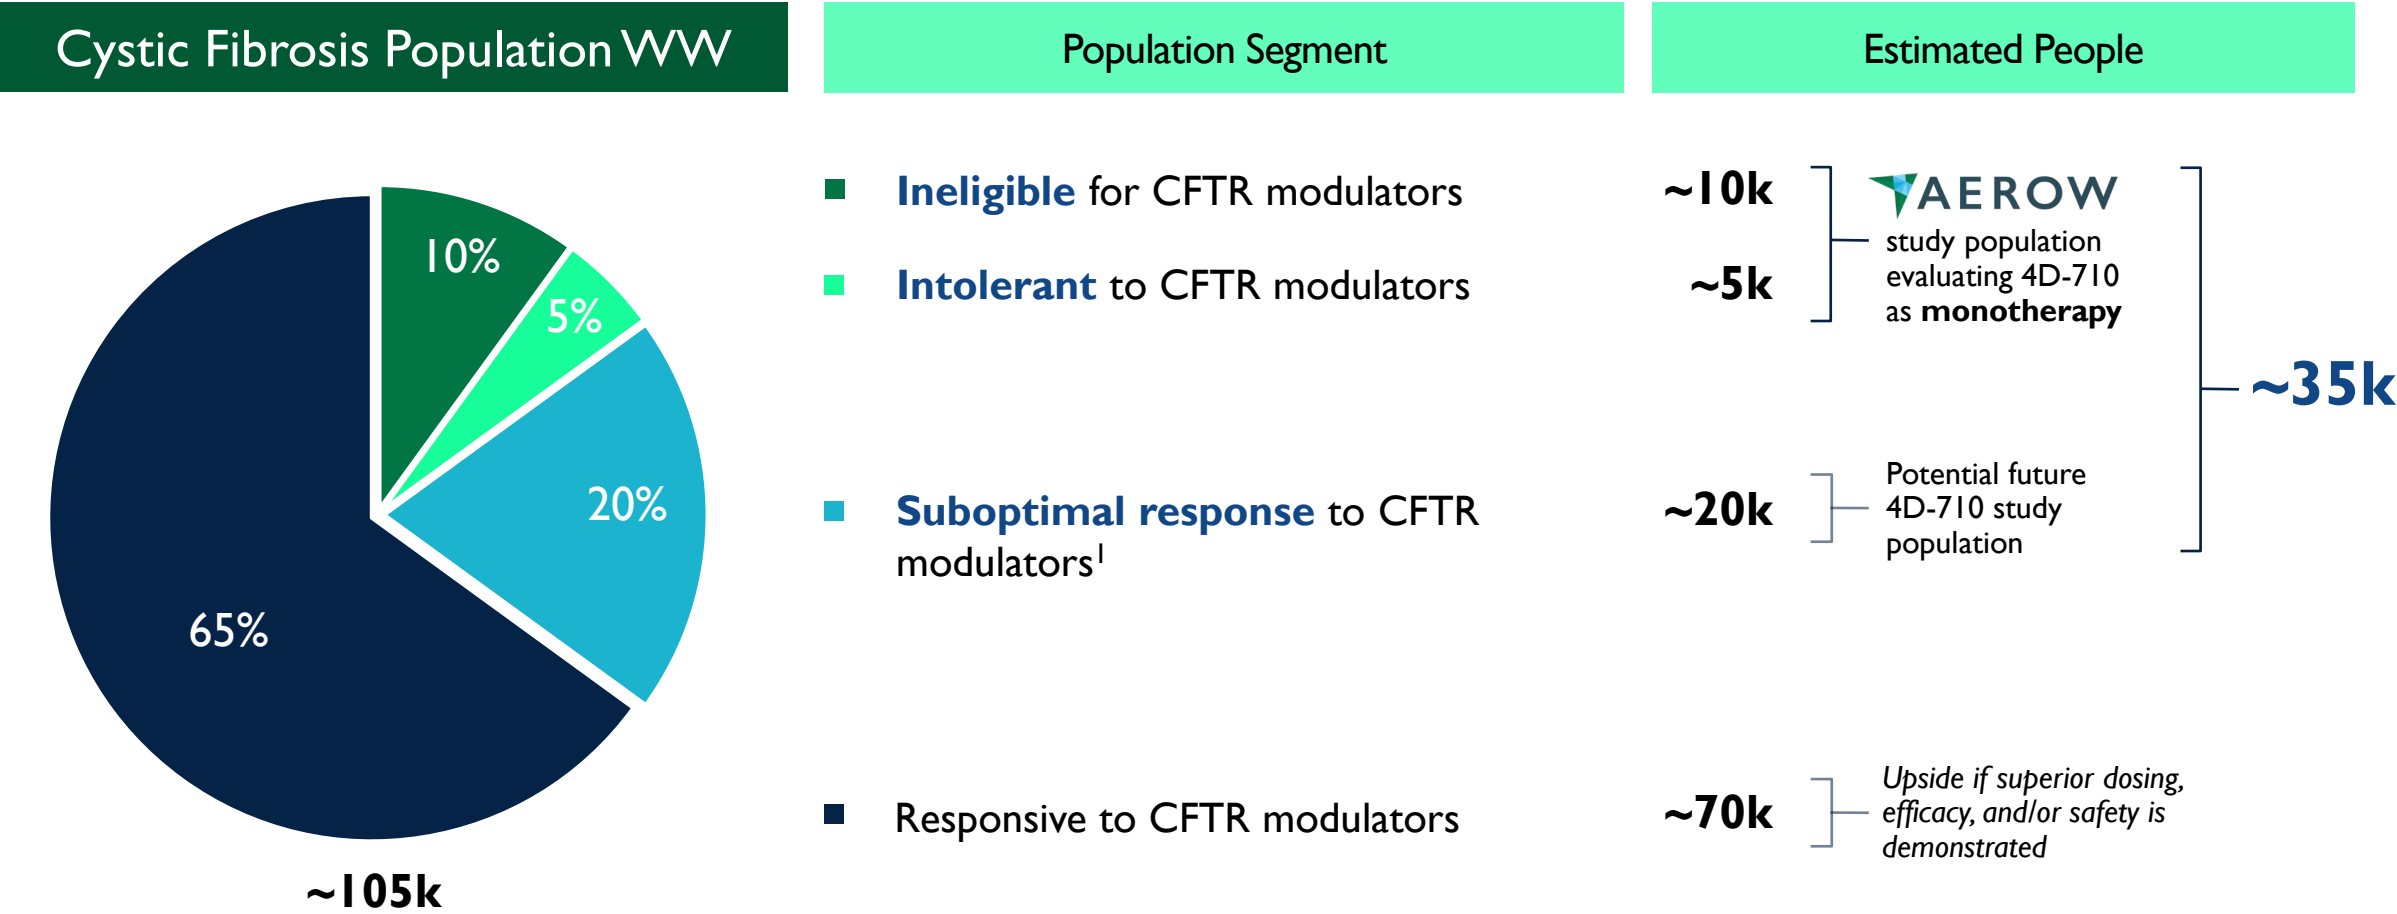 Cystic Fibrosis Population WW
Population Segment
Estimated People
10%
5%
20%
65%
~105k
Ineligible for CFTR modulators
~10k
Intolerant to CFTR modulators
~5k
AEROW
study population
evaluating 4D-710
as monotherapy
~35k
Suboptimal response to CFTR
modulators¹
~20k
Potential future
4D-710 study
population
Responsive to CFTR modulators
~70k
Upside if superior dosing,
efficacy, and/or safety is
demonstrated